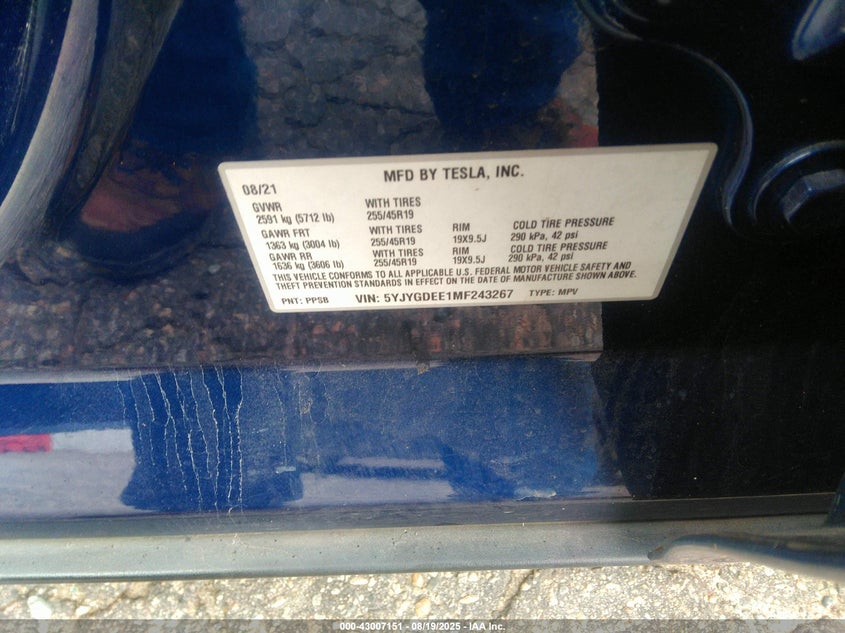 MFD BY TESLA, INC.
08/21
GVWR WITH TIRES
2591 kg (5712 lb) 255/45R19
GAWR FRT WITH TIRES RIM COLD TIRE PRESSURE
1363 kg (3004 lb) 255/45R19 19X9.5J 290 kPa, 42 psi
GAWR RR WITH TIRES RIM COLD TIRE PRESSURE
1636 kg (3606 lb) 255/45R19 19X9.5J 290 kPa, 42 psi
THIS VEHICLE CONFORMS TO ALL APPLICABLE U.S. FEDERAL MOTOR VEHICLE SAFETY AND
THEFT PREVENTION STANDARDS IN EFFECT ON THE DATE OF MANUFACTURE SHOWN ABOVE.
PNT: PPSB VIN: 5YJYGDEE1MF243267 TYPE: MPV
000-43007151 - 08/19/2025 - IAA Inc.